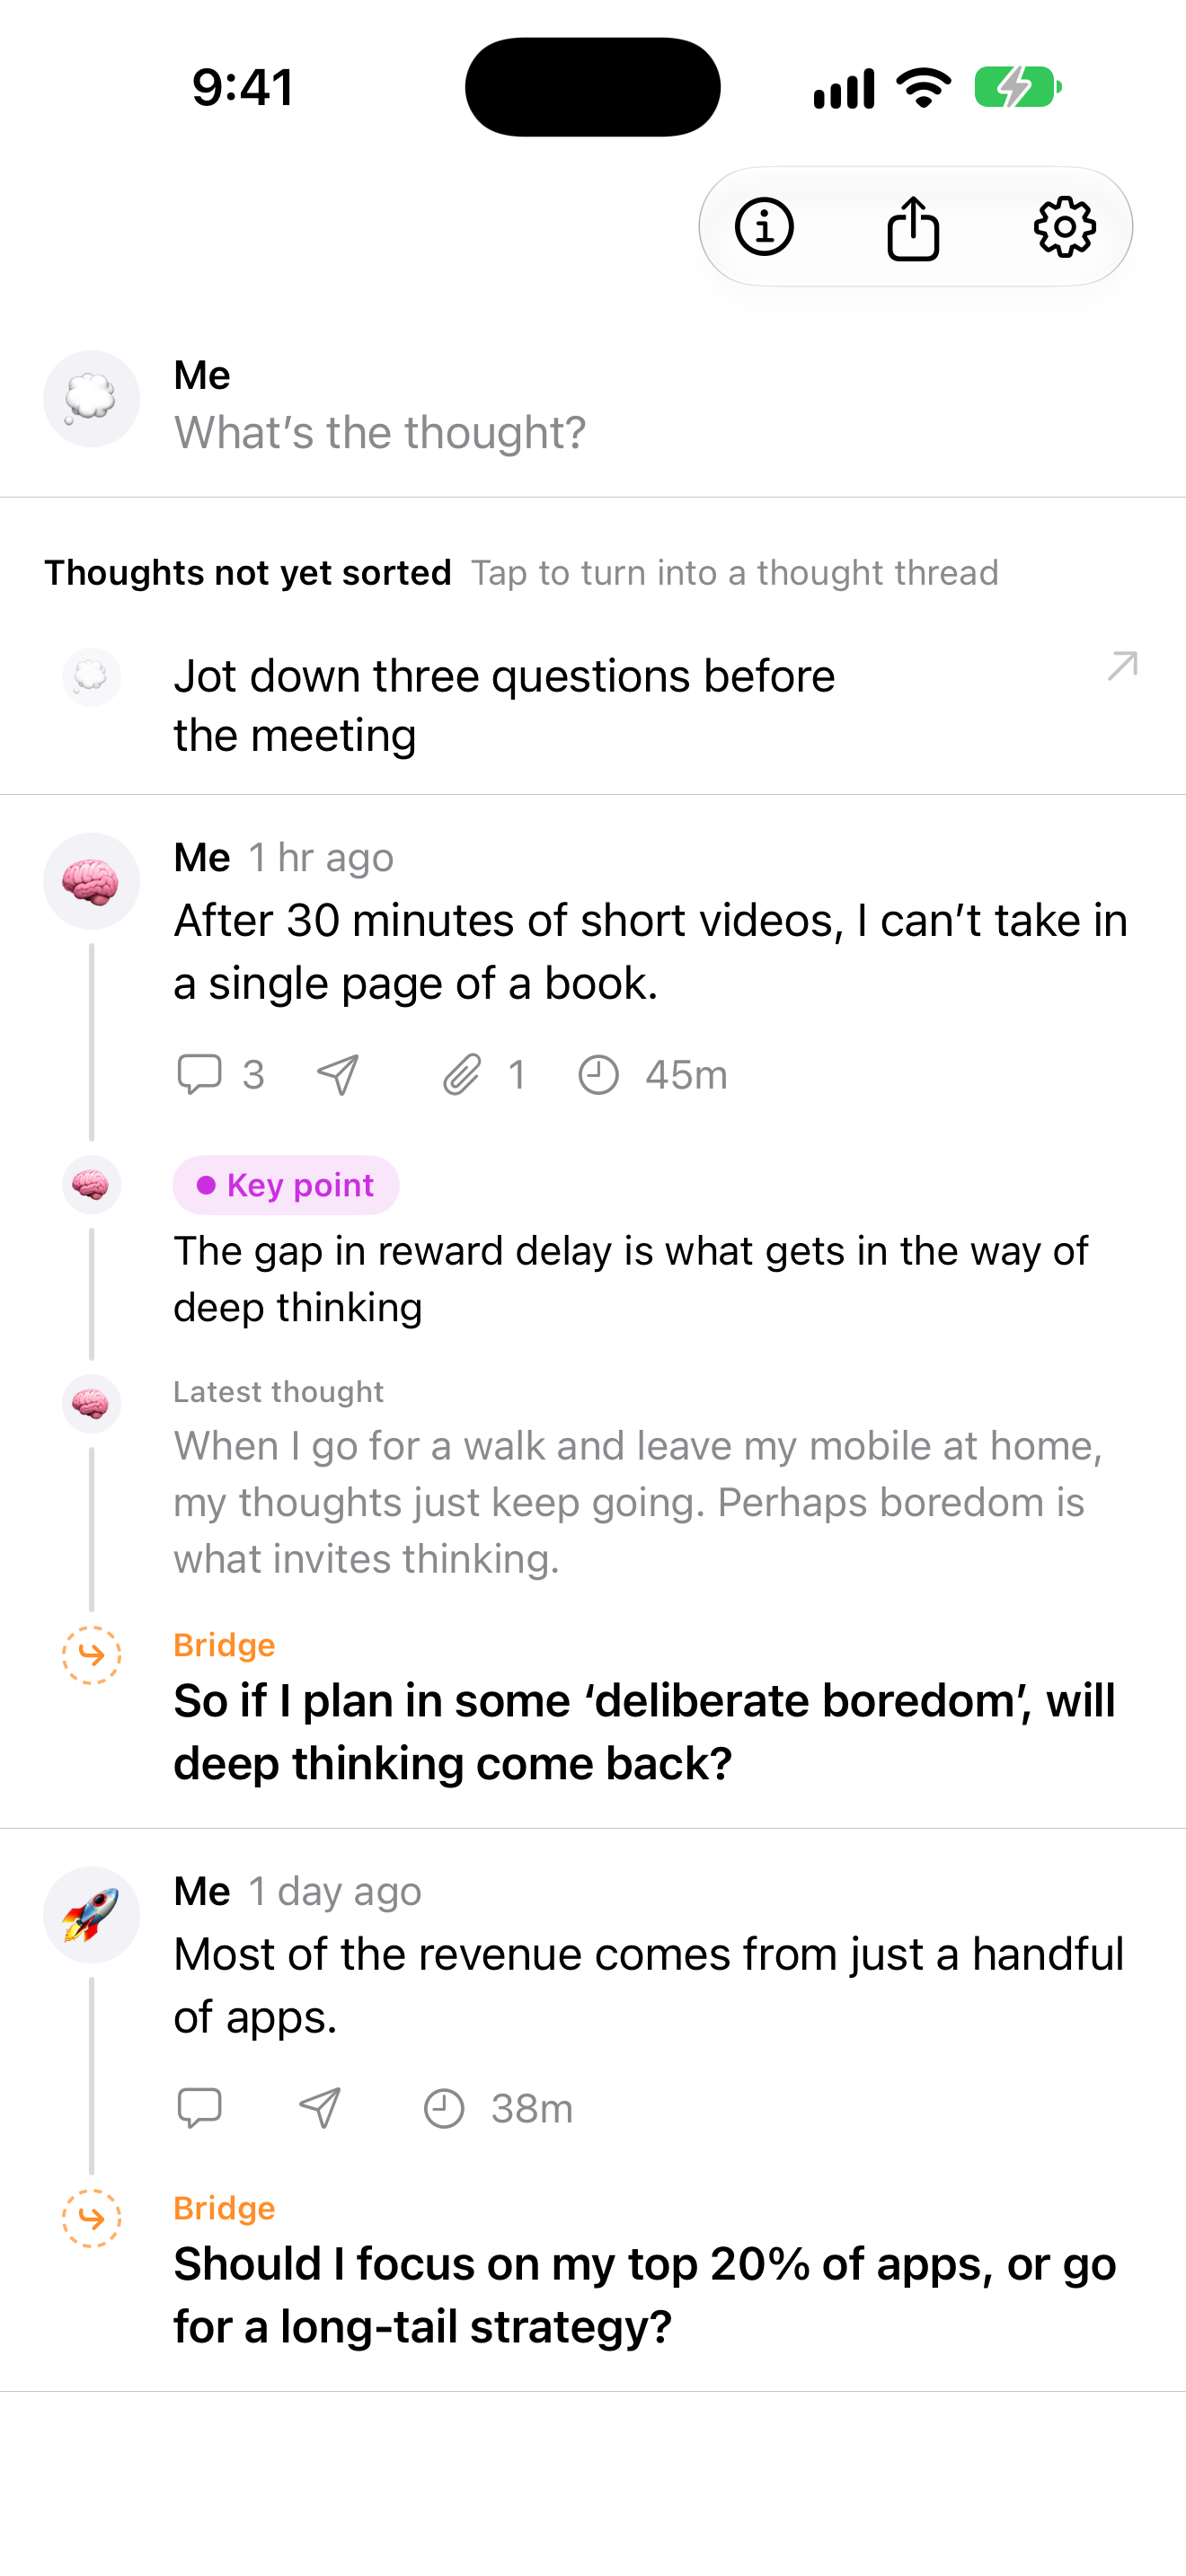 9:41
Me
What’s the thought?
Thoughts not yet sorted Tap to turn into a thought thread
Jot down three questions before
the meeting
Me 1 hr ago
After 30 minutes of short videos, I can’t take in
a single page of a book.
3 1 45m
Key point
The gap in reward delay is what gets in the way of
deep thinking
Latest thought
When I go for a walk and leave my mobile at home,
my thoughts just keep going. Perhaps boredom is
what invites thinking.
Bridge
So if I plan in some ‘deliberate boredom’, will
deep thinking come back?
Me 1 day ago
Most of the revenue comes from just a handful
of apps.
38m
Bridge
Should I focus on my top 20% of apps, or go
for a long-tail strategy?